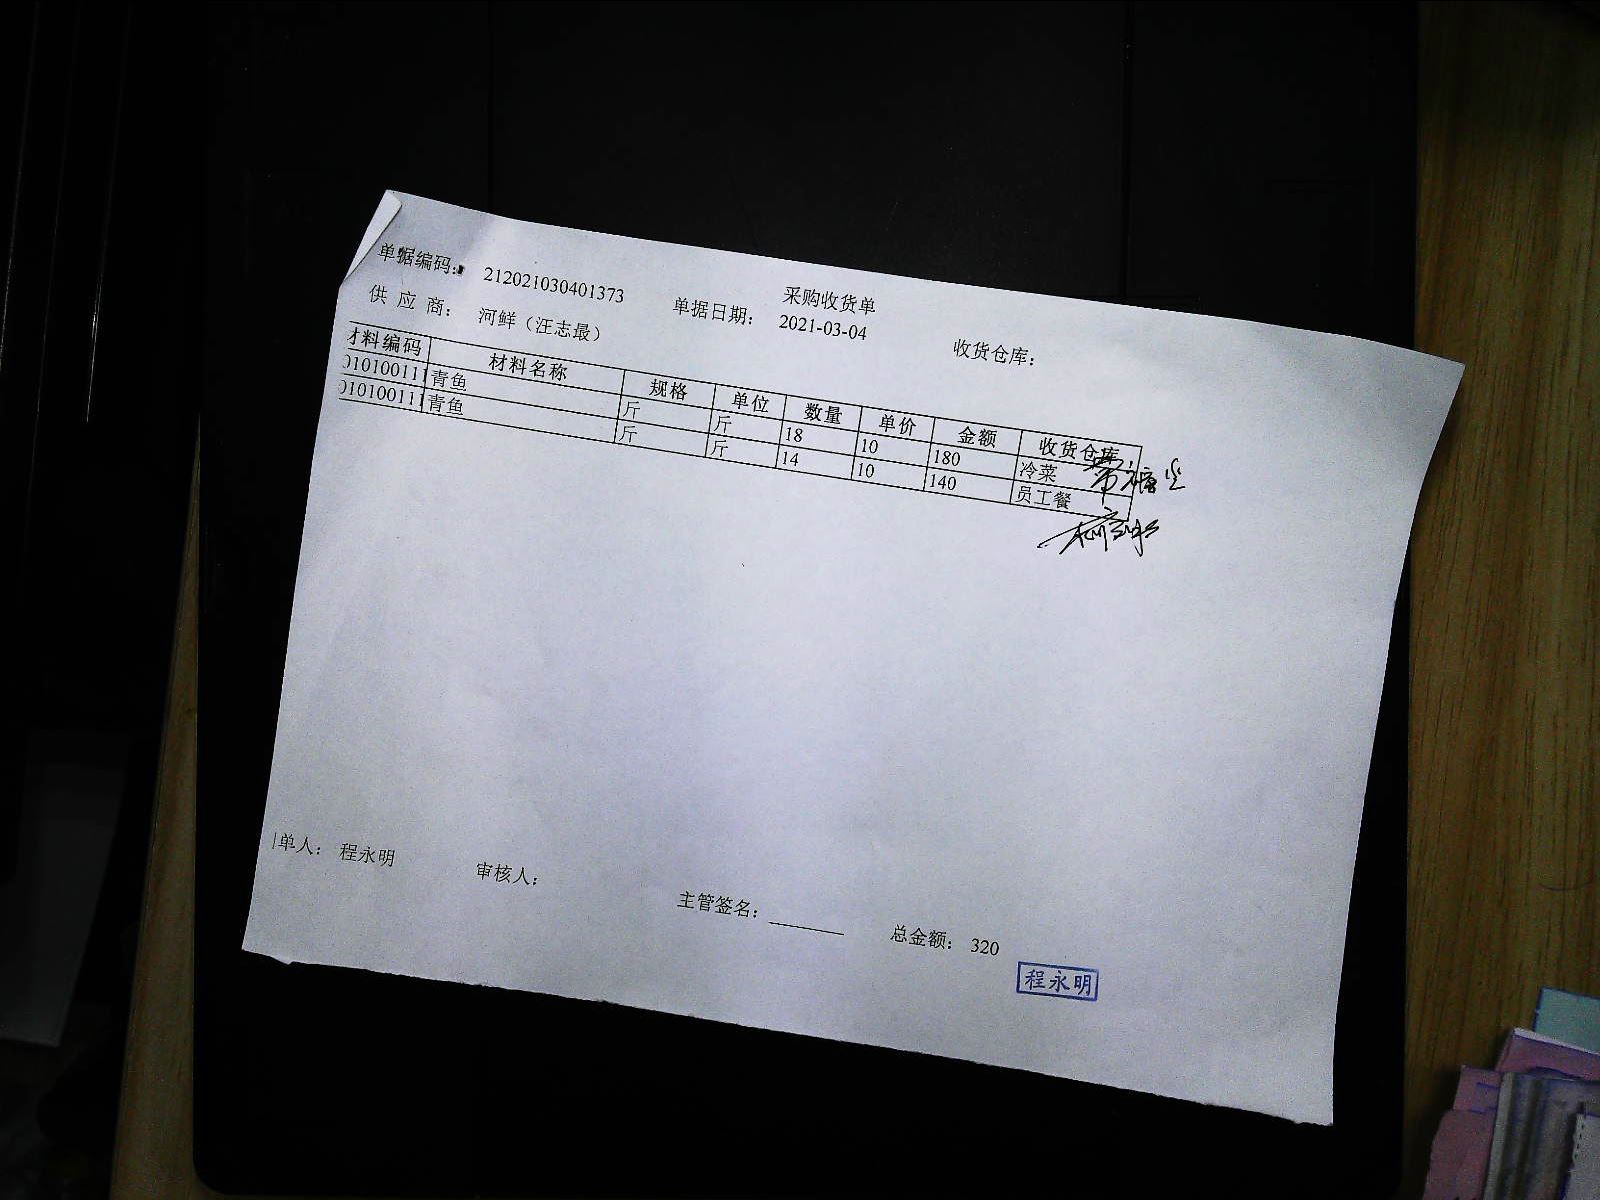 采购收货单
单据编码: 212021030401373 单据日期: 2021-03-04 收货仓库:
供 应 商: 河鲜（汪志最）
材料编码 材料名称 规格 单位 数量 单价 金额 收货仓库
010100111 青鱼 斤 斤 18 10 180 冷菜
010100111 青鱼 斤 斤 14 10 140 员工餐
单人: 程永明 审核人: 主管签名: 总金额: 320
程永明